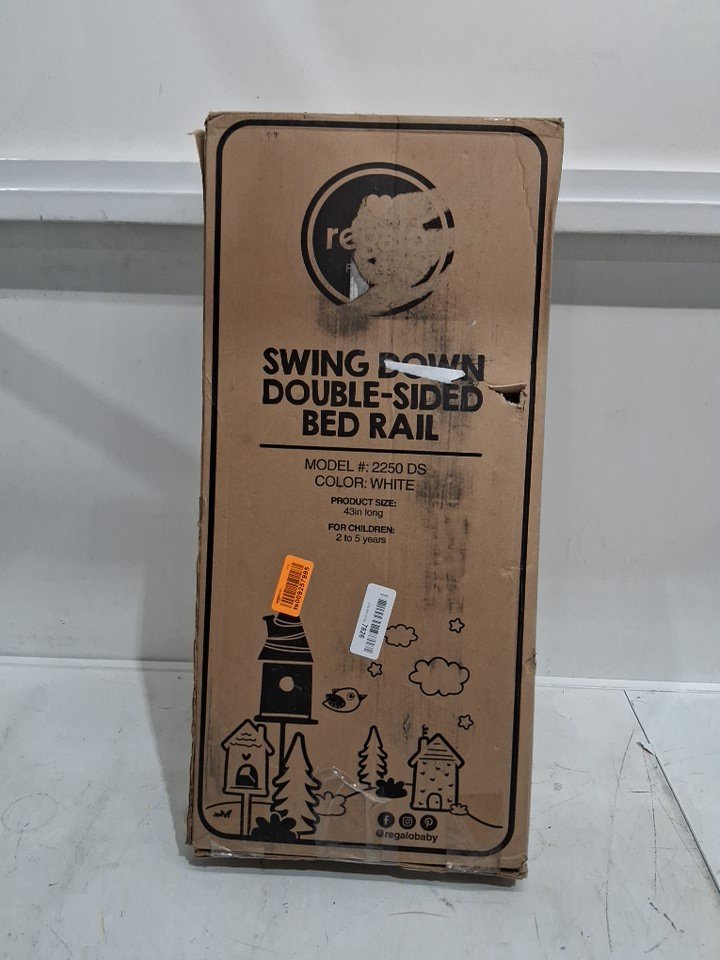 regalo
SWING DOWN
DOUBLE-SIDED
BED RAIL
MODEL #: 2250 DS
COLOR: WHITE
PRODUCT SIZE:
43in long
FOR CHILDREN:
2 to 5 years
@regalobaby